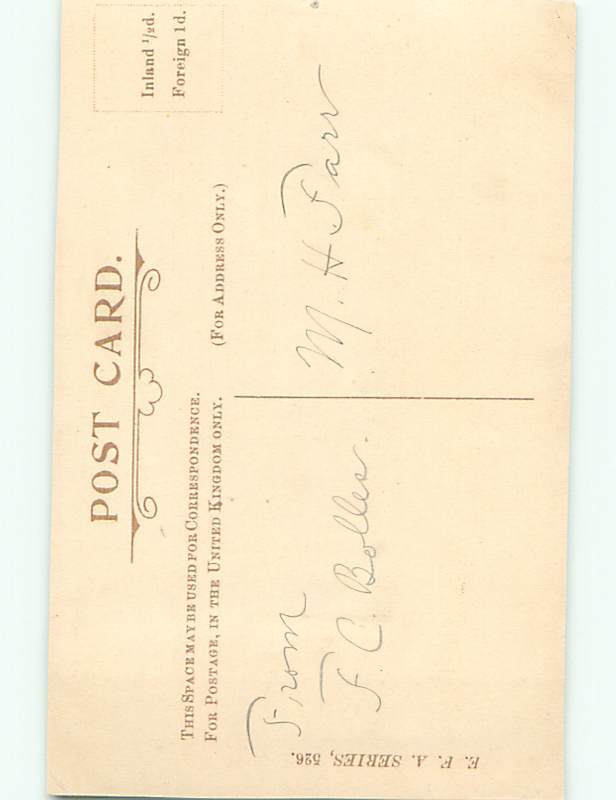 POST CARD.
Inland ½d.
Foreign 1d.
THIS SPACE MAY BE USED FOR CORRESPONDENCE.
FOR POSTAGE, IN THE UNITED KINGDOM ONLY.
(FOR ADDRESS ONLY.)
From
F. C. Bolles.
M. H Farr
E. F. A. SERIES, 526.